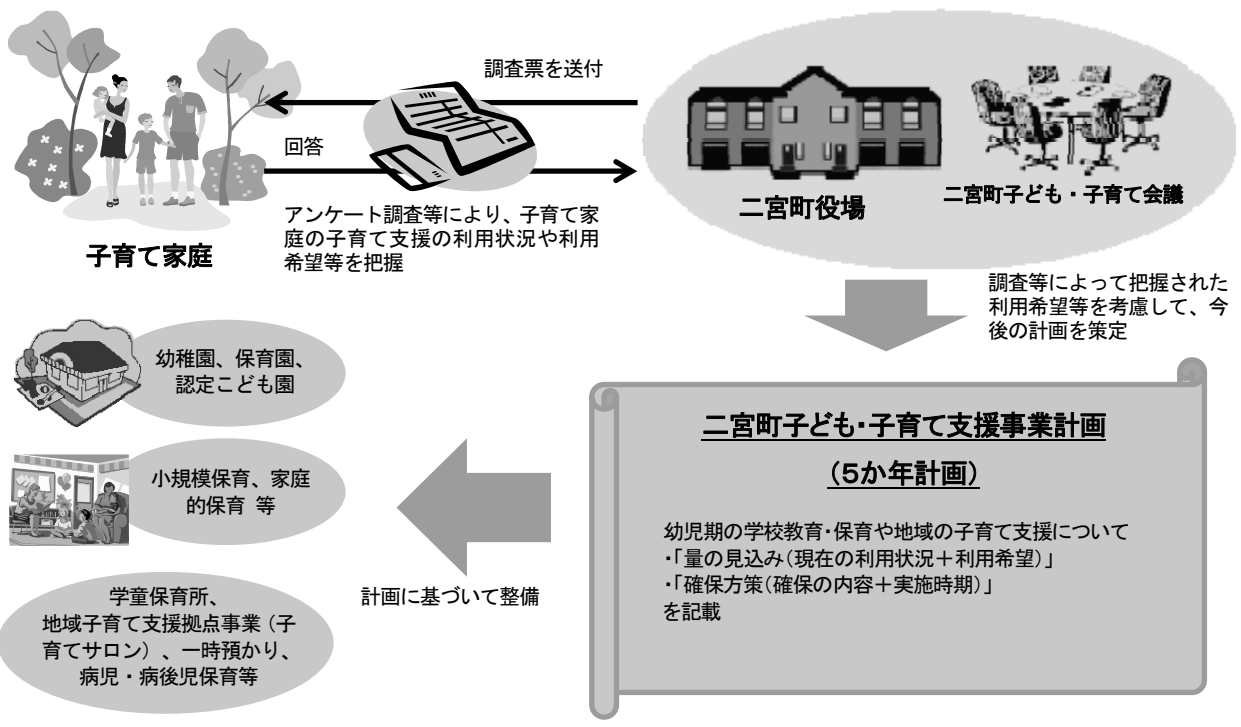 調査票を送付
回答
アンケート調査等により、子育て家
庭の子育て支援の利用状況や利用
希望等を把握
子育て家庭
二宮町役場
二宮町子ども・子育て会議
調査等によって把握された
利用希望等を考慮して、今
後の計画を策定
二宮町子ども・子育て支援事業計画
(5か年計画)
幼児期の学校教育・保育や地域の子育て支援について
・「量の見込み(現在の利用状況+利用希望)」
・「確保方策(確保の内容+実施時期)」
を記載
計画に基づいて整備
幼稚園、保育園、
認定こども園
小規模保育、家庭
的保育 等
学童保育所、
地域子育て支援拠点事業(子
育てサロン)、一時預かり、
病児・病後児保育等